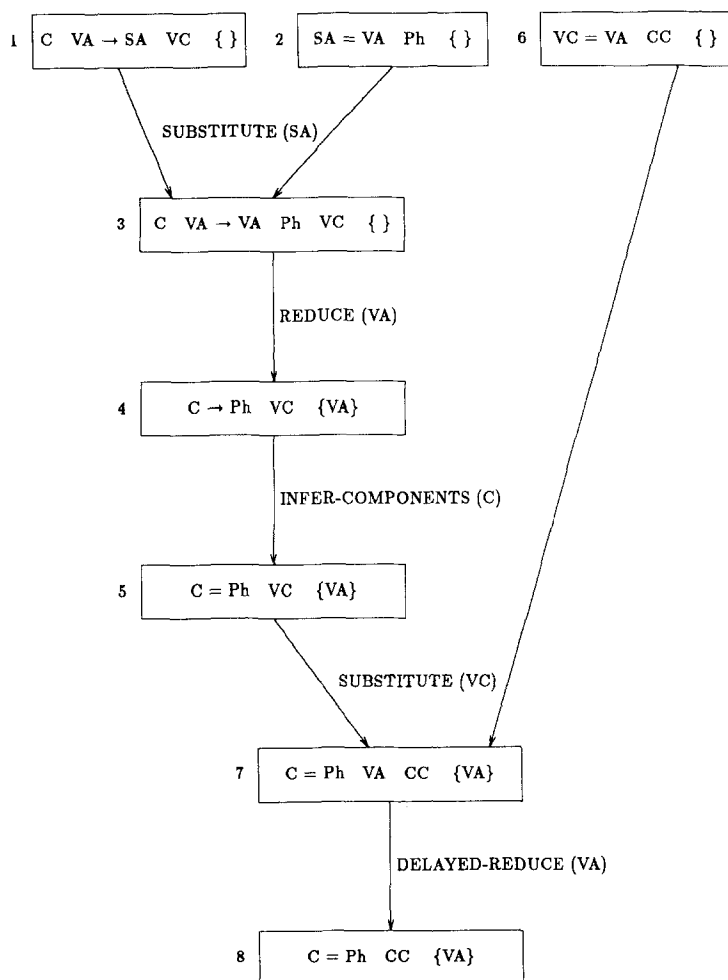 1 C VA → SA VC { }
2 SA = VA Ph { }
6 VC = VA CC { }
SUBSTITUTE (SA)
3 C VA → VA Ph VC { }
REDUCE (VA)
4 C → Ph VC {VA}
INFER-COMPONENTS (C)
5 C = Ph VC {VA}
SUBSTITUTE (VC)
7 C = Ph VA CC {VA}
DELAYED-REDUCE (VA)
8 C = Ph CC {VA}